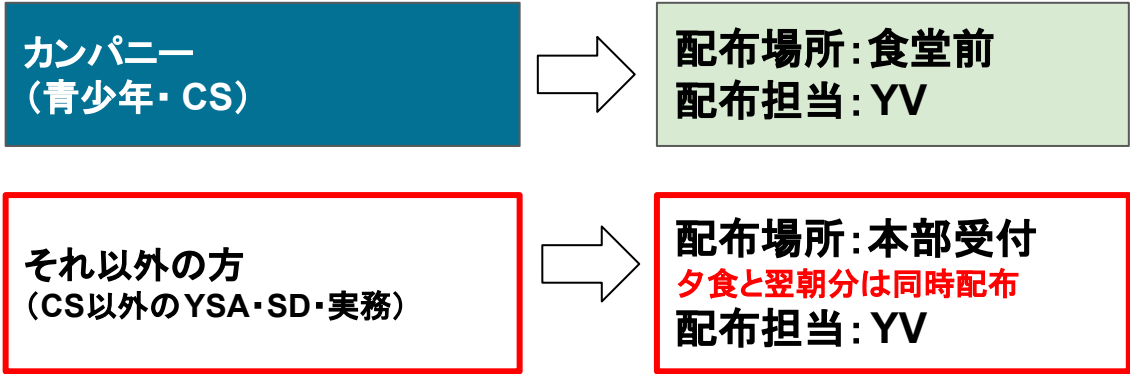 カンパニー
（青少年・CS）
配布場所：食堂前
配布担当：YV
それ以外の方
（CS以外のYSA・SD・実務）
配布場所：本部受付
夕食と翌朝分は同時配布
配布担当：YV